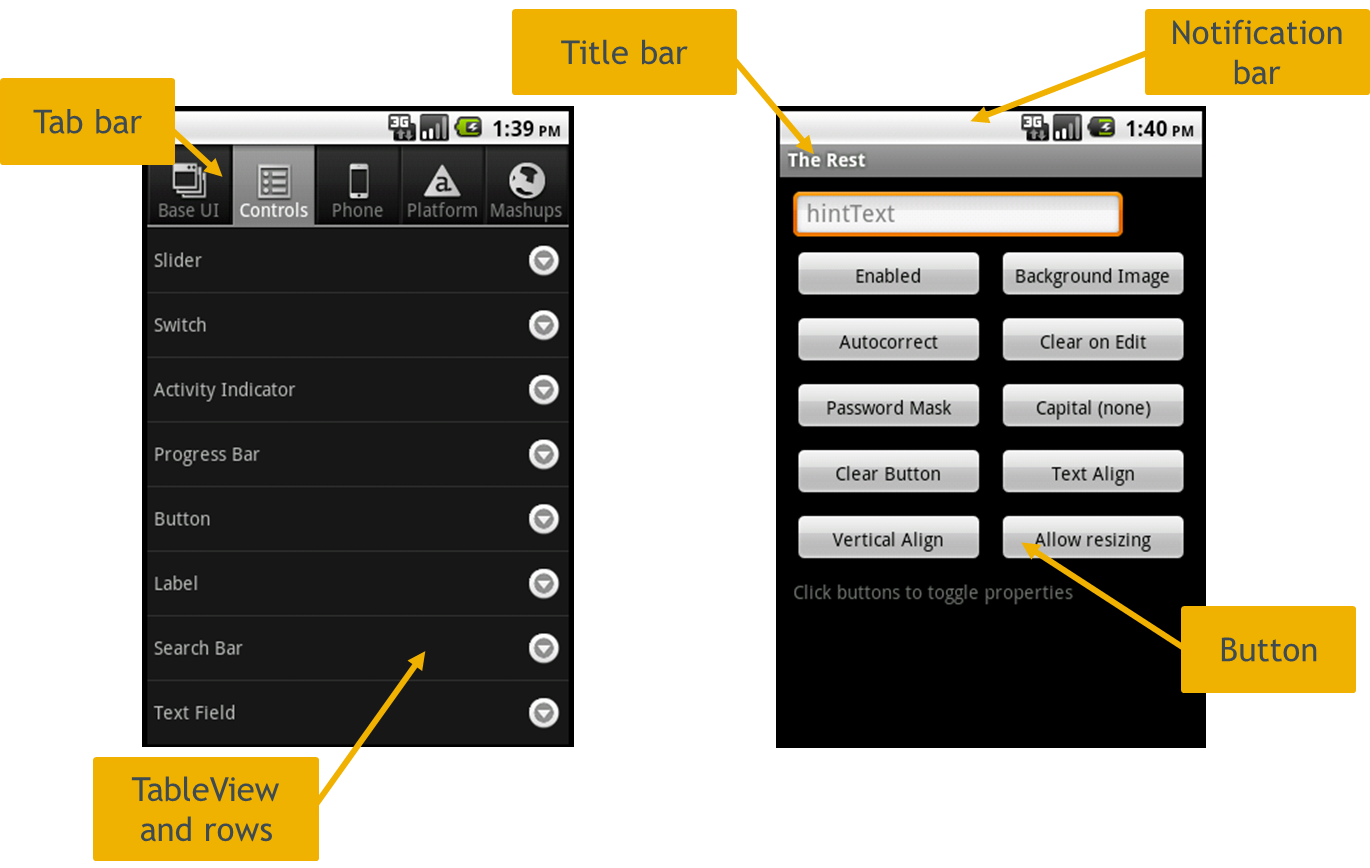 Title bar
Notification
bar
Tab bar
3G 1:39 PM
Base UI Controls Phone Platform Mashups
Slider
Switch
Activity Indicator
Progress Bar
Button
Label
Search Bar
Text Field
TableView
and rows
3G 1:40 PM
The Rest
hintText
Enabled Background Image
Autocorrect Clear on Edit
Password Mask Capital (none)
Clear Button Text Align
Vertical Align Allow resizing
Click buttons to toggle properties
Button